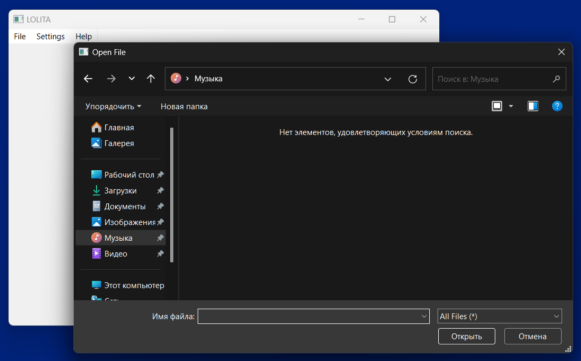 LOLITA
File Settings Help
Open File
Музыка
Поиск в: Музыка
Упорядочить Новая папка
Главная
Галерея
Нет элементов, удовлетворяющих условиям поиска.
Рабочий стол
Загрузки
Документы
Изображения
Музыка
Видео
Этот компьютер
Имя файла:
All Files (*)
Открыть Отмена